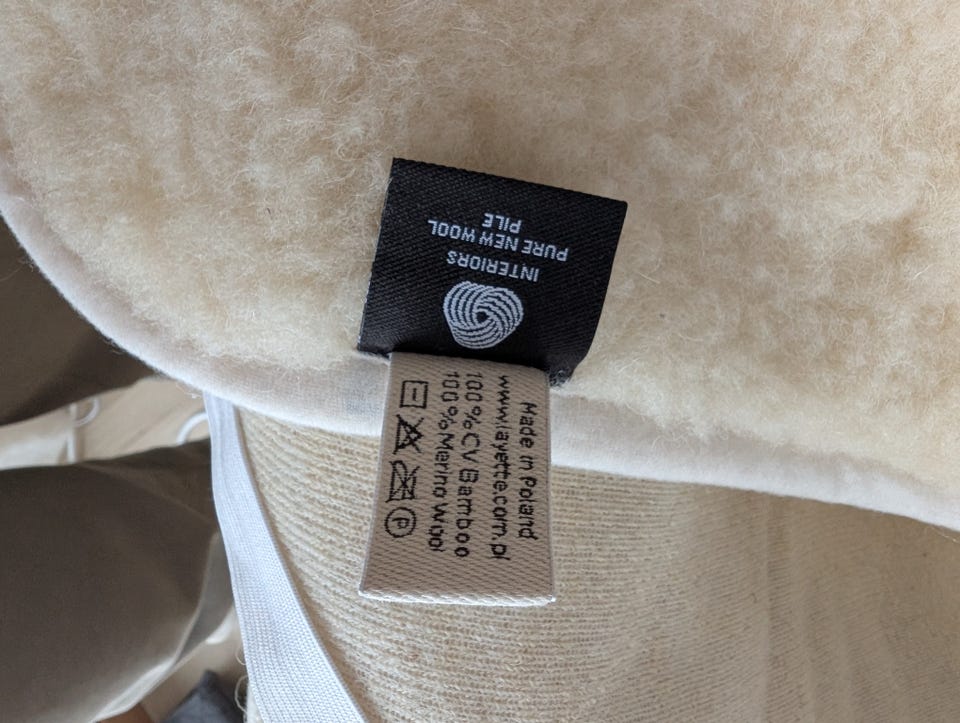 INTERIORS
PURE NEW WOOL
PILE
Made in Poland
www.layette.com.pl
100%CV Bamboo
100%Merino Wool
P